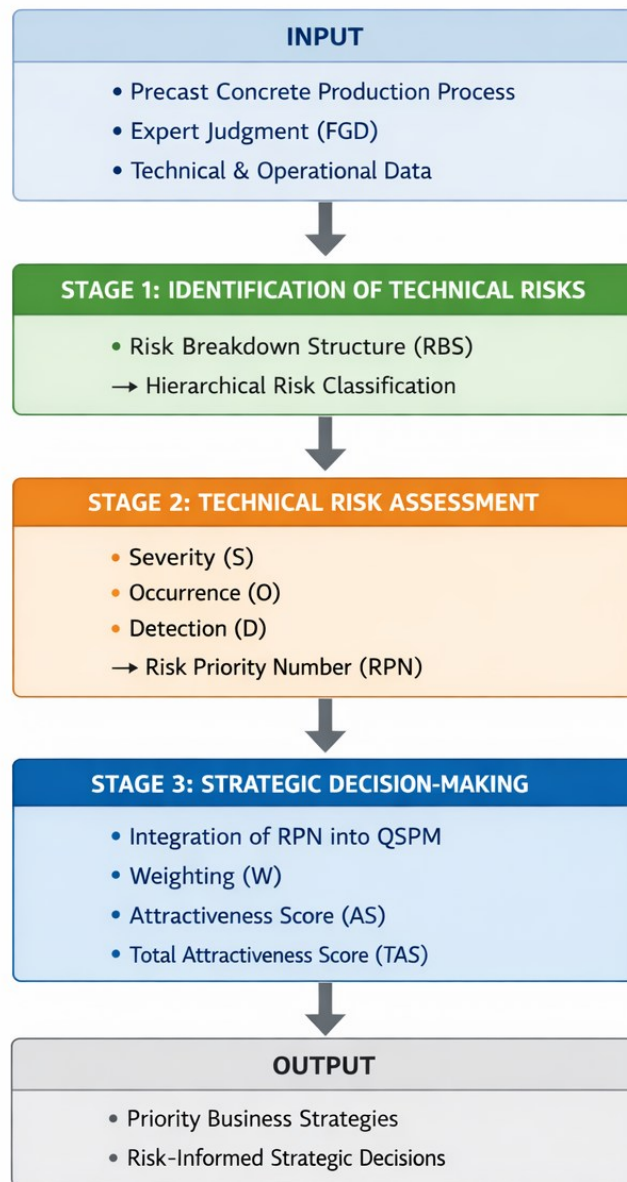 INPUT
• Precast Concrete Production Process
• Expert Judgment (FGD)
• Technical & Operational Data
STAGE 1: IDENTIFICATION OF TECHNICAL RISKS
• Risk Breakdown Structure (RBS)
→ Hierarchical Risk Classification
STAGE 2: TECHNICAL RISK ASSESSMENT
• Severity (S)
• Occurrence (O)
• Detection (D)
→ Risk Priority Number (RPN)
STAGE 3: STRATEGIC DECISION-MAKING
• Integration of RPN into QSPM
• Weighting (W)
• Attractiveness Score (AS)
• Total Attractiveness Score (TAS)
OUTPUT
• Priority Business Strategies
• Risk-Informed Strategic Decisions